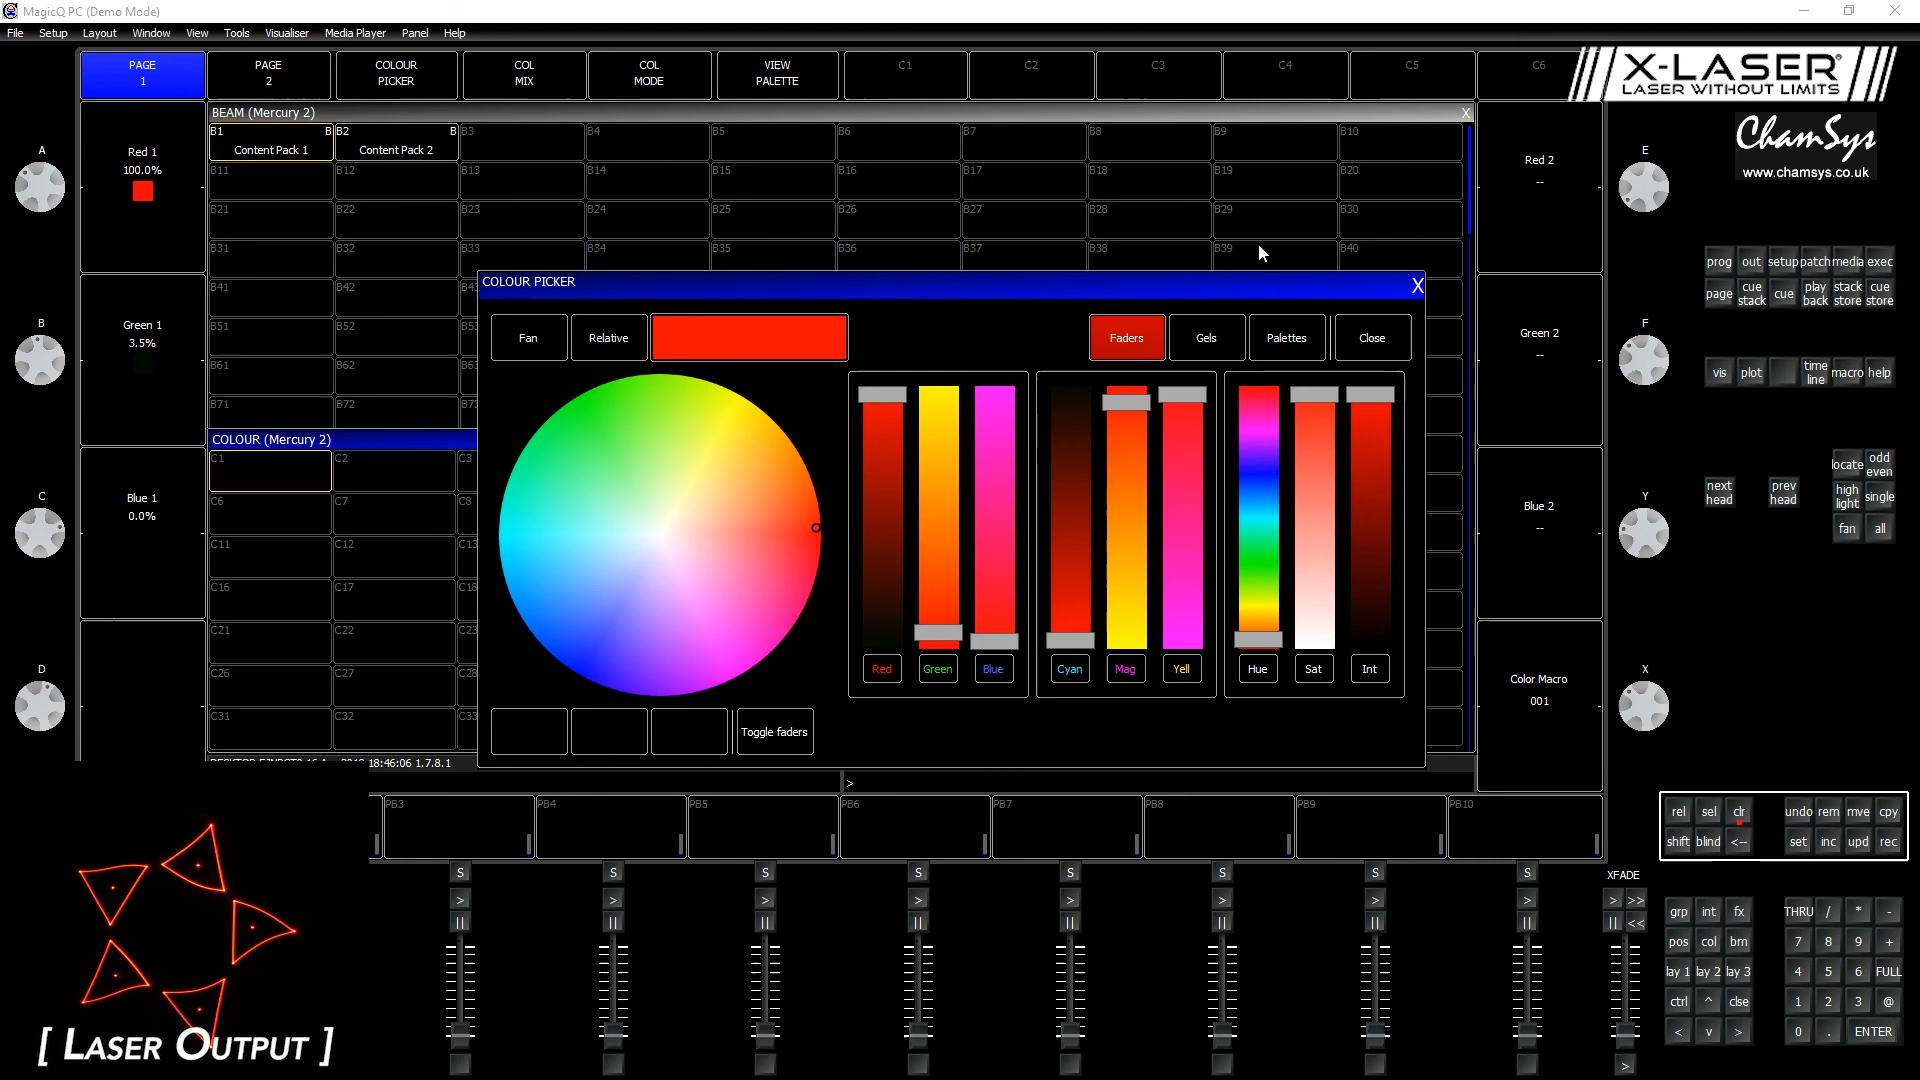 MagicQ PC (Demo Mode)
File Setup Layout Window View Tools Visualiser Media Player Panel Help
PAGE 1
PAGE 2
COLOUR PICKER
COL MIX
COL MODE
VIEW PALETTE
C1 C2 C3 C4 C5 C6
X-LASER®
LASER WITHOUT LIMITS
ChamSys
www.chamsys.co.uk
BEAM (Mercury 2) X
B1 B B2 B B3 B4 B5 B6 B7 B8 B9 B10
Content Pack 1 Content Pack 2
B11 B12 B13 B14 B15 B16 B17 B18 B19 B20
B21 B22 B23 B24 B25 B26 B27 B28 B29 B30
B31 B32 B33 B34 B35 B36 B37 B38 B39 B40
B41 B42
B51 B52
B61 B62
B71 B72
A
Red 1
100.0%
B
Green 1
3.5%
C
Blue 1
0.0%
D
COLOUR (Mercury 2)
C1 C2 C3
C6 C7 C8
C11 C12 C13
C16 C17 C18
C21 C22 C23
C26 C27 C28
C31 C32 C33
18:46:06 1.7.8.1
COLOUR PICKER X
Fan Relative Faders Gels Palettes Close
Red Green Blue Cyan Mag Yell Hue Sat Int
Toggle faders
>
Red 2
--
Green 2
--
Blue 2
--
Color Macro
001
E
F
Y
X
prog out setup patch media exec
page cue stack cue play back stack store cue store
vis plot time line macro help
next head prev head
locate odd even
high light single
fan all
PB3 PB4 PB5 PB6 PB7 PB8 PB9 PB10
S S S S S S S S
> > > > > > > >
|| || || || || || || ||
XFADE
> >>
|| <<
>
rel sel clr undo rem mve cpy
shift blind <-- set inc upd rec
grp int fx THRU / * -
pos col bm 7 8 9 +
lay 1 lay 2 lay 3 4 5 6 FULL
ctrl ^ clse 1 2 3 @
< v > 0 . ENTER
[ LASER OUTPUT ]